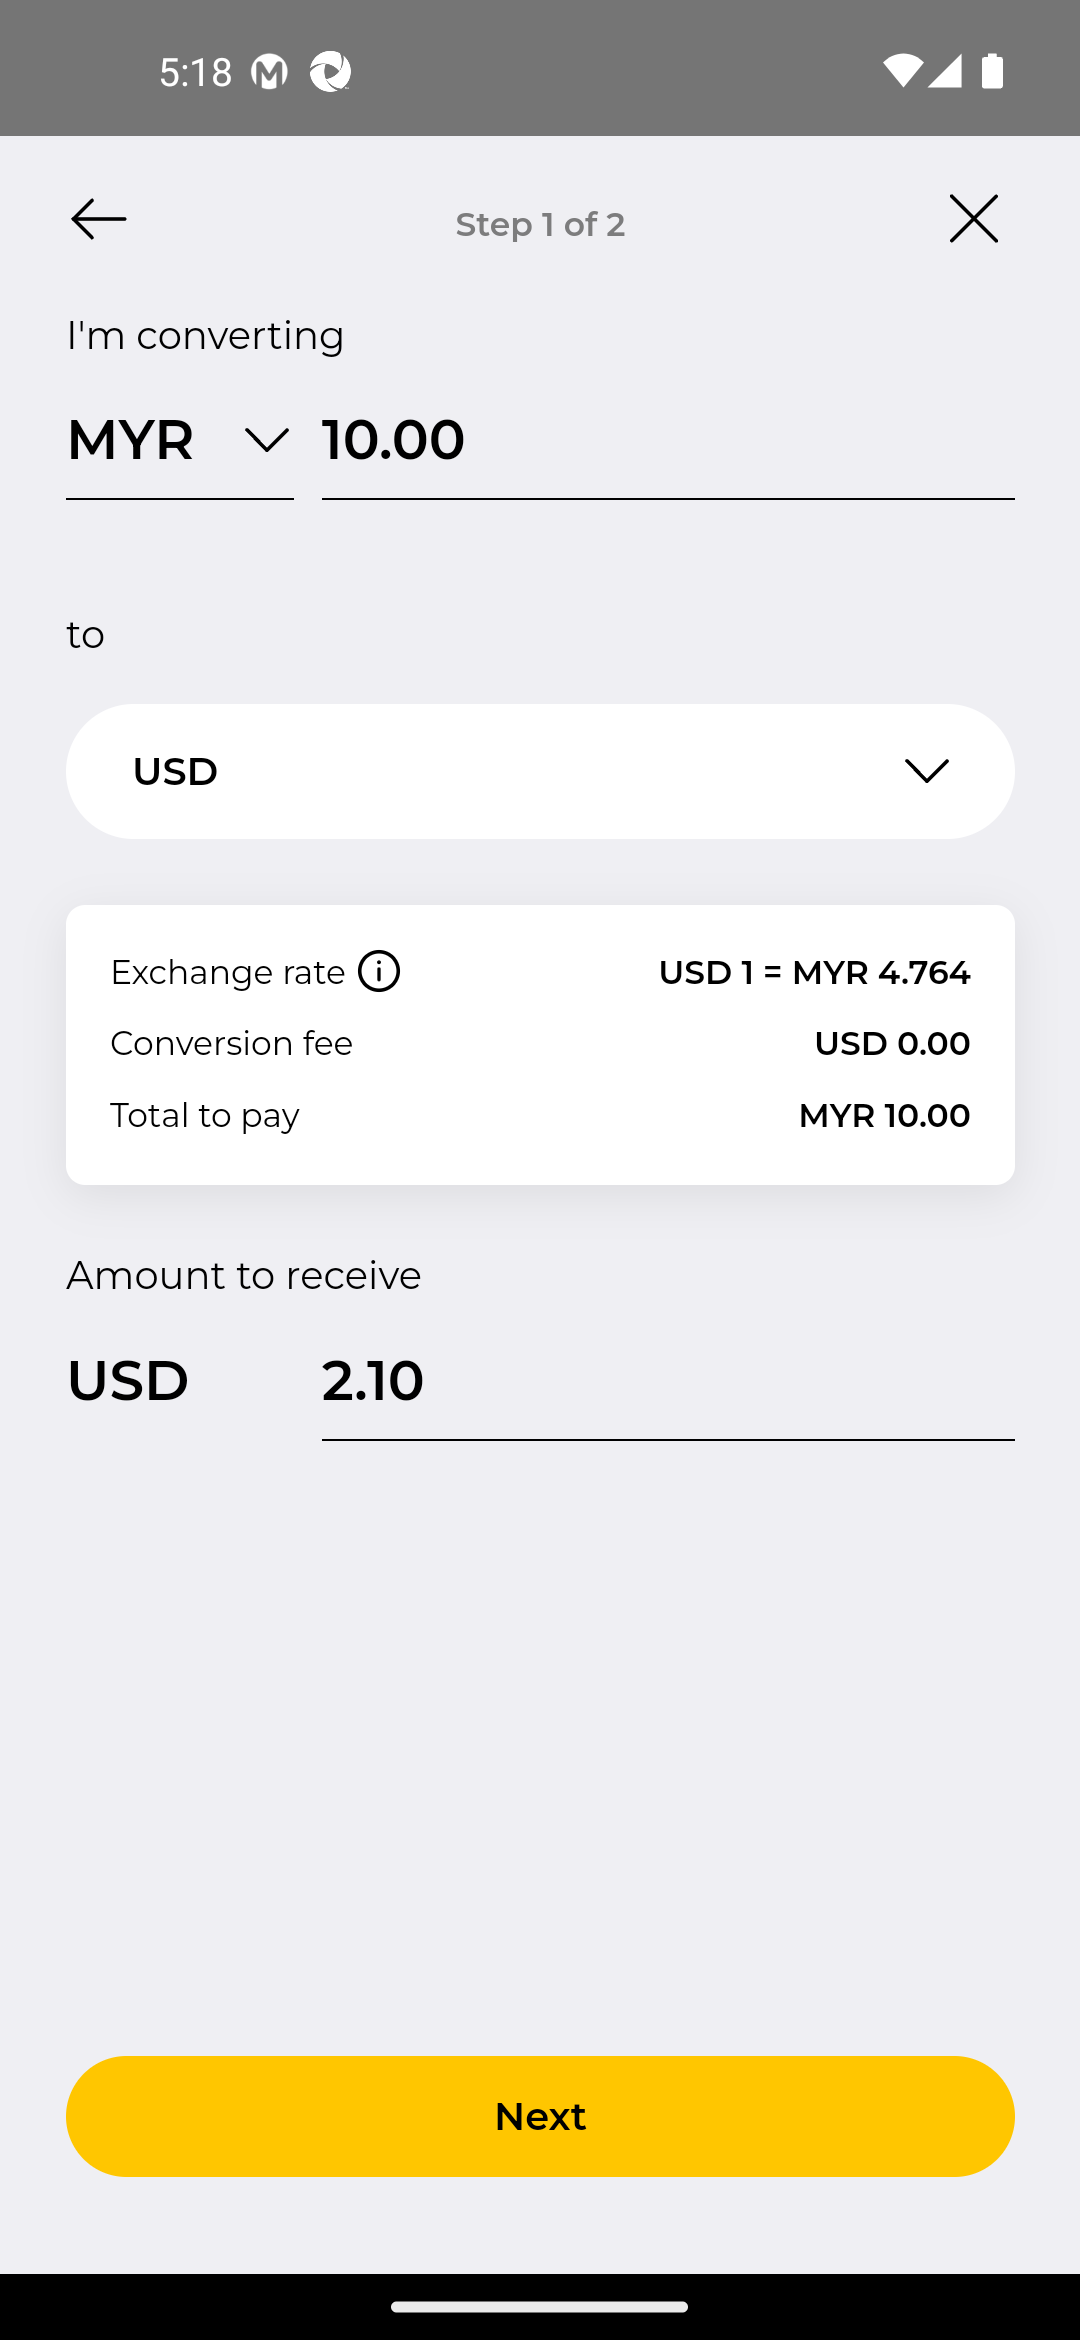 5:18
Step 1 of 2
I'm converting
MYR 10.00
to
USD
Exchange rate USD 1 = MYR 4.764
Conversion fee USD 0.00
Total to pay MYR 10.00
Amount to receive
USD 2.10
Next